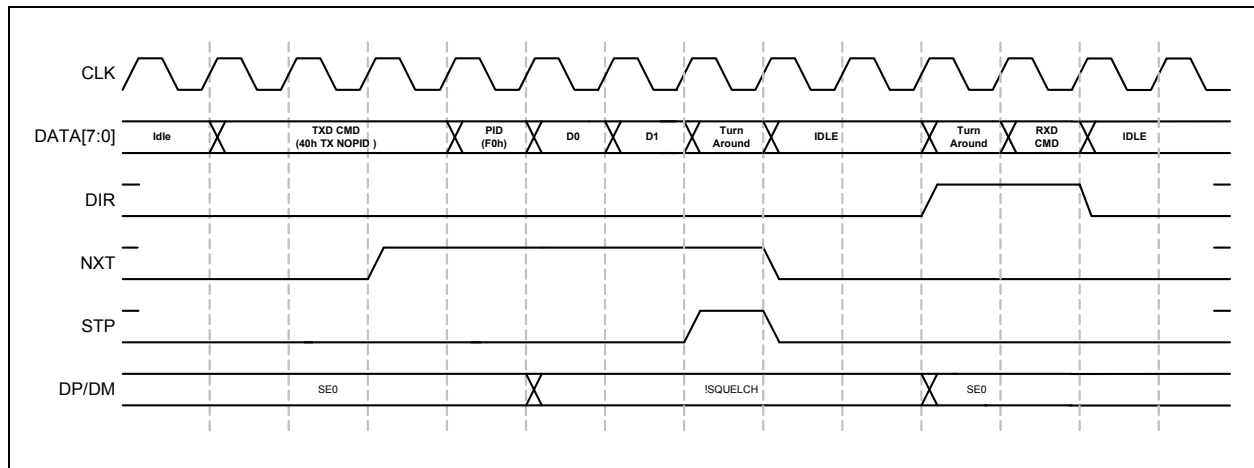 CLK
DATA[7:0]
Idle
TXD CMD
(40h TX NOPID )
PID
(F0h)
D0
D1
Turn
Around
IDLE
Turn
Around
RXD
CMD
IDLE
DIR
NXT
STP
DP/DM
SE0
!SQUELCH
SE0